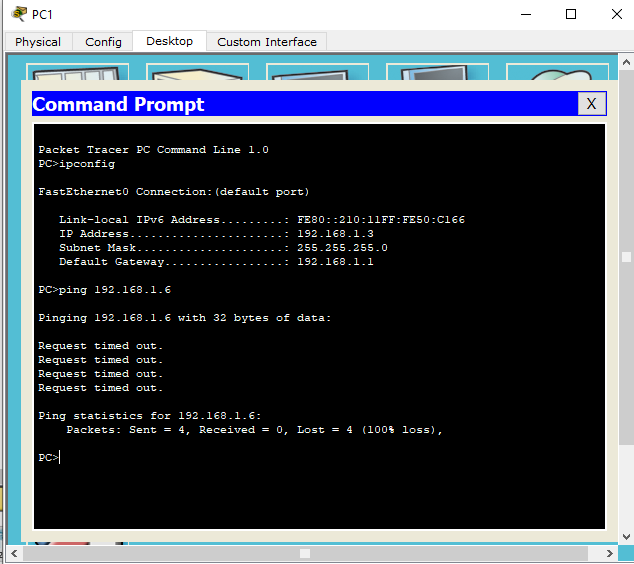 PC1
Physical Config Desktop Custom Interface
Command Prompt X
Packet Tracer PC Command Line 1.0
PC>ipconfig
FastEthernet0 Connection:(default port)
Link-local IPv6 Address.........: FE80::210:11FF:FE50:C166
IP Address......................: 192.168.1.3
Subnet Mask.....................: 255.255.255.0
Default Gateway.................: 192.168.1.1
PC>ping 192.168.1.6
Pinging 192.168.1.6 with 32 bytes of data:
Request timed out.
Request timed out.
Request timed out.
Request timed out.
Ping statistics for 192.168.1.6:
Packets: Sent = 4, Received = 0, Lost = 4 (100% loss),
PC>